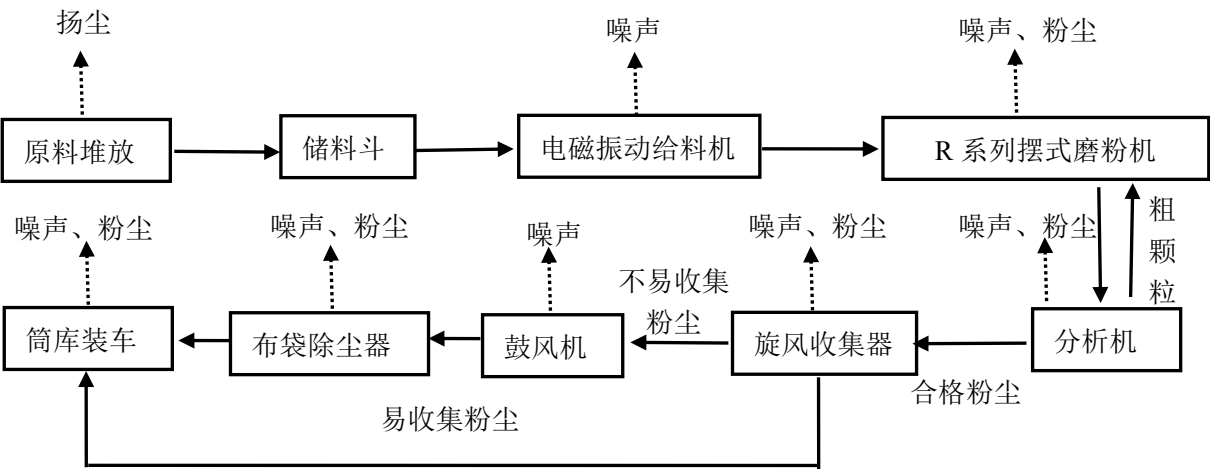 扬尘
噪声
噪声、粉尘
原料堆放
储料斗
电磁振动给料机
R 系列摆式磨粉机
噪声、粉尘
噪声、粉尘
噪声
噪声、粉尘
噪声、粉尘
粗
颗
粒
不易收集
粉尘
筒库装车
布袋除尘器
鼓风机
旋风收集器
分析机
合格粉尘
易收集粉尘